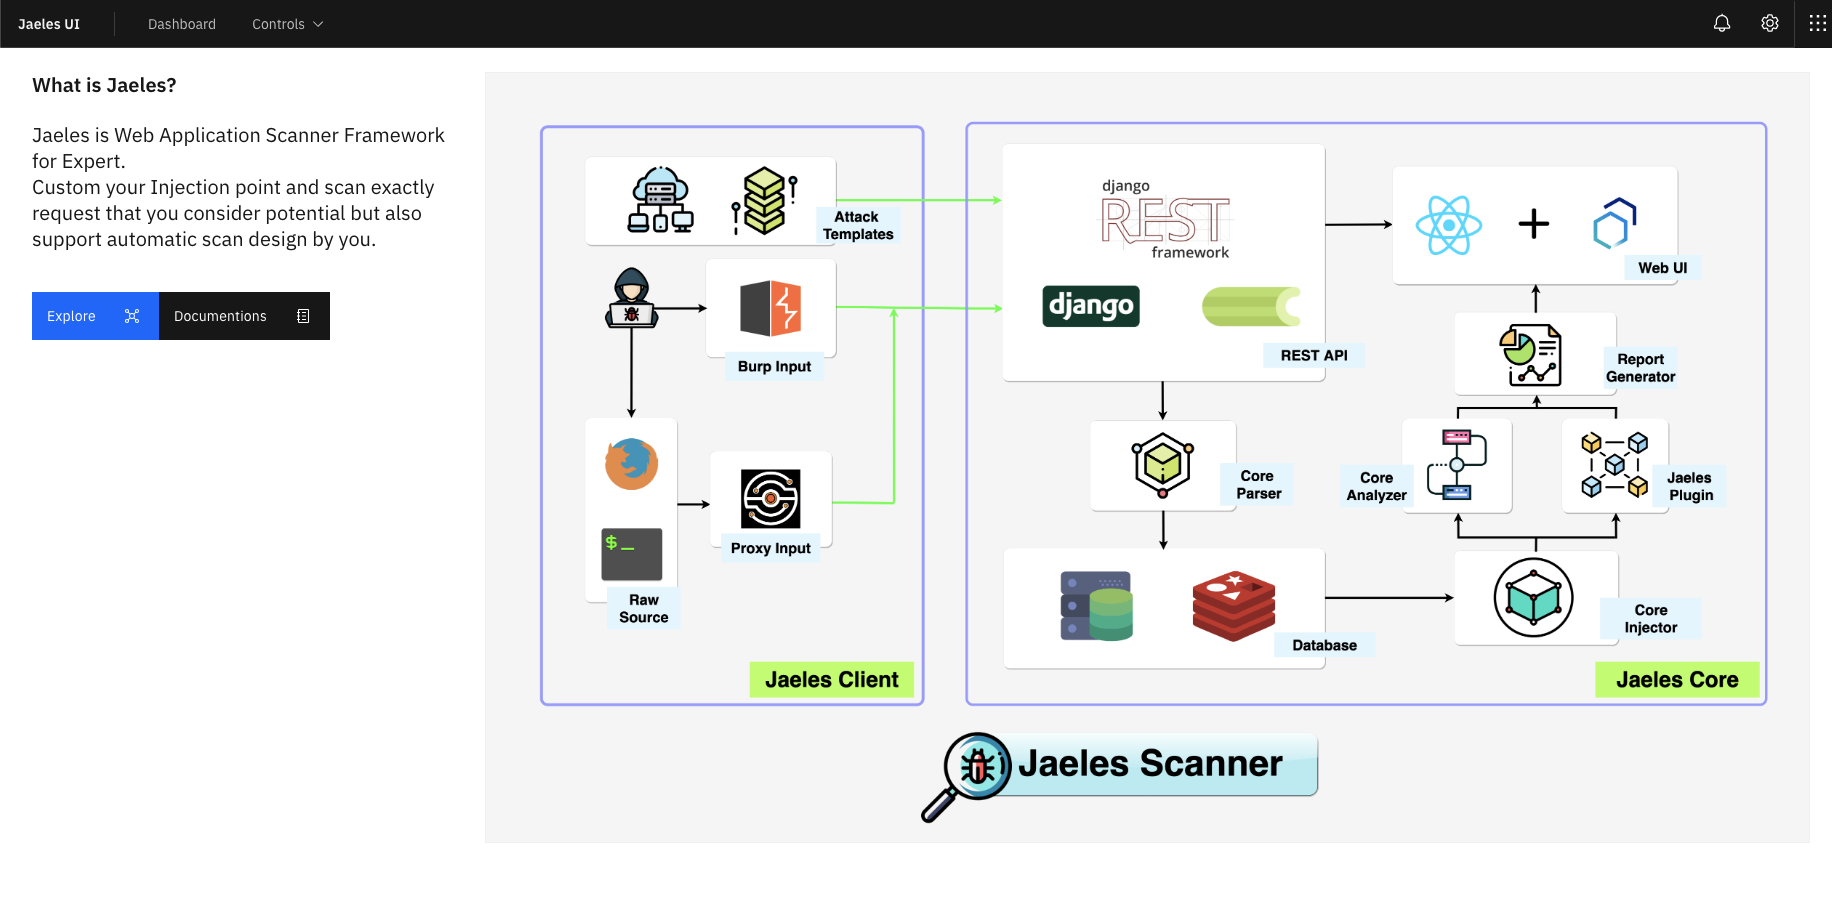 Jaeles UI
Dashboard
Controls
What is Jaeles?
Jaeles is Web Application Scanner Framework
for Expert.
Custom your Injection point and scan exactly
request that you consider potential but also
support automatic scan design by you.
Explore
Documentions
Attack
Templates
Burp Input
Proxy Input
$ _
Raw
Source
Jaeles Client
django
REST
framework
django
REST API
Web UI
Report
Generator
Core
Parser
Core
Analyzer
Jaeles
Plugin
Database
Core
Injector
Jaeles Core
Jaeles Scanner